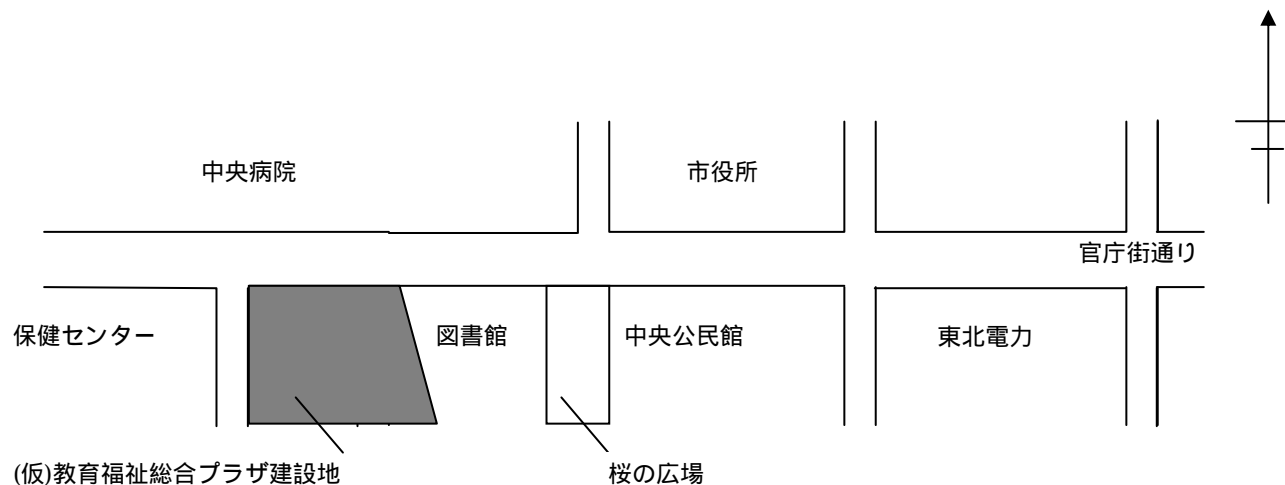 中央病院
市役所
官庁街通り
保健センター
図書館
中央公民館
東北電力
(仮)教育福祉総合プラザ建設地
桜の広場